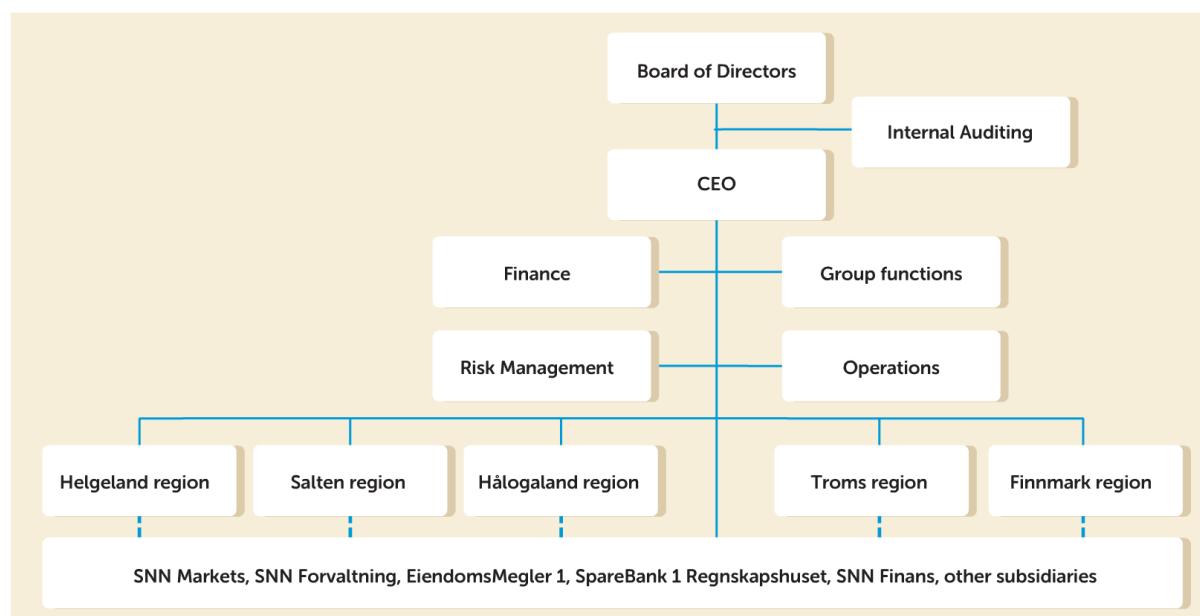 Board of Directors
Internal Auditing
CEO
Finance
Group functions
Risk Management
Operations
Helgeland region
Salten region
Hålogaland region
Troms region
Finnmark region
SNN Markets, SNN Forvaltning, EiendomsMegler 1, SpareBank 1 Regnskapshuset, SNN Finans, other subsidiaries